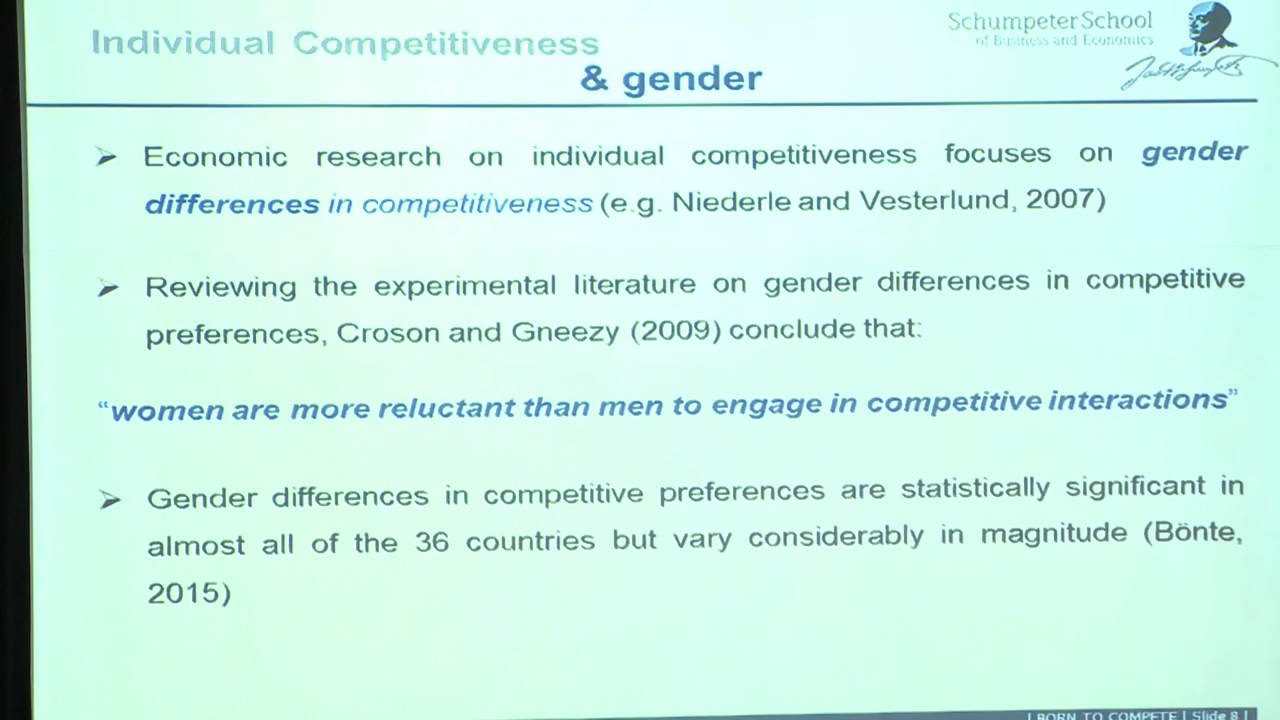 Schumpeter School
of Business and Economics
Individual Competitiveness
& gender
➢ Economic research on individual competitiveness focuses on gender
differences in competitiveness (e.g. Niederle and Vesterlund, 2007)
➢ Reviewing the experimental literature on gender differences in competitive
preferences, Croson and Gneezy (2009) conclude that:
“women are more reluctant than men to engage in competitive interactions”
➢ Gender differences in competitive preferences are statistically significant in
almost all of the 36 countries but vary considerably in magnitude (Bönte,
2015)
| BORN TO COMPETE | Slide 8 |